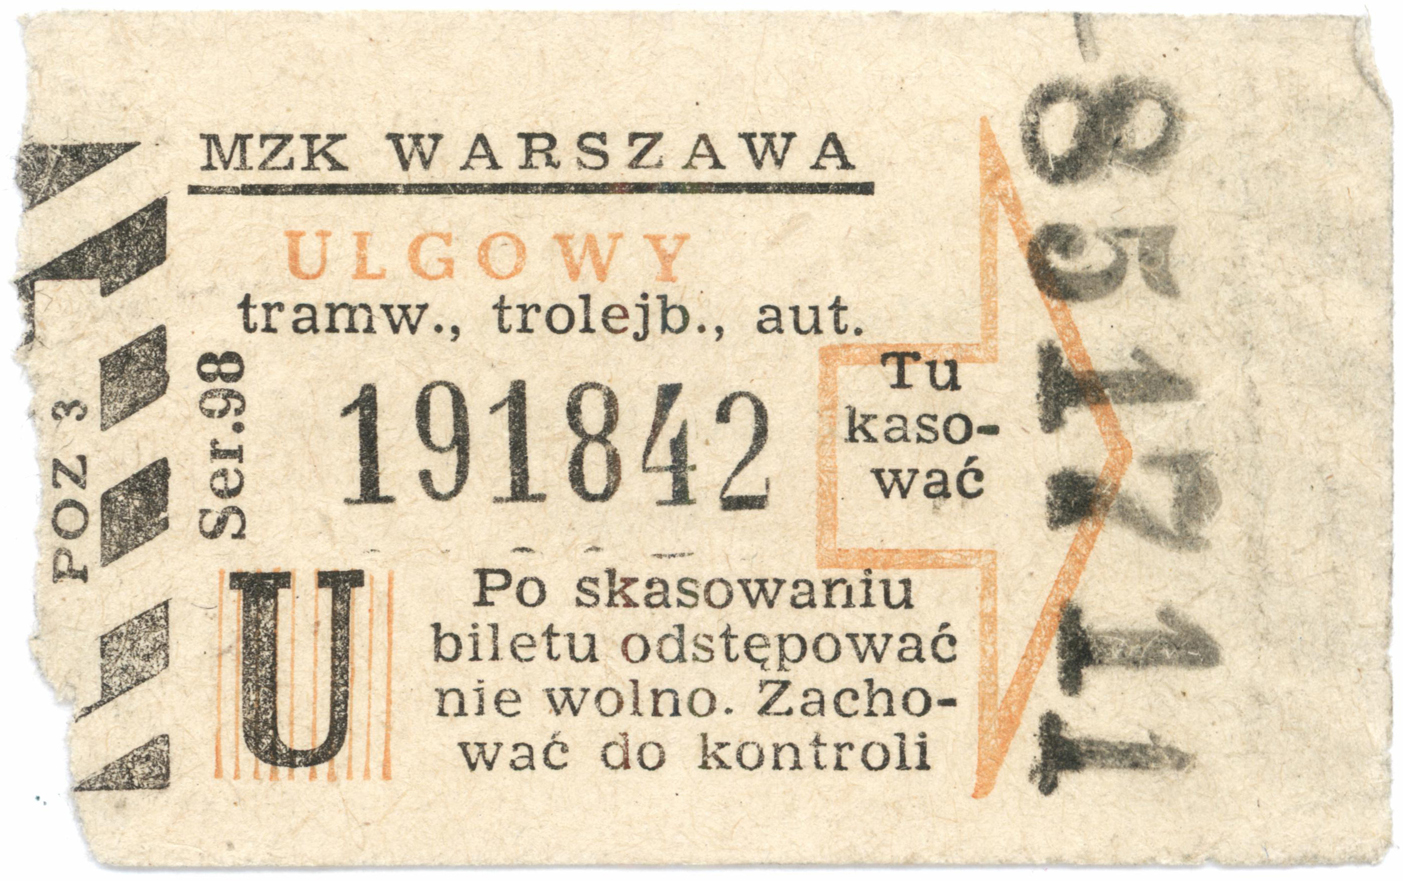 MZK WARSZAWA
ULGOWY
tramw., trolejb., aut.
POZ 3
Ser.98
191842
Tu
kaso-
wać
U
Po skasowaniu
biletu odstępować
nie wolno. Zacho-
wać do kontroli
851711